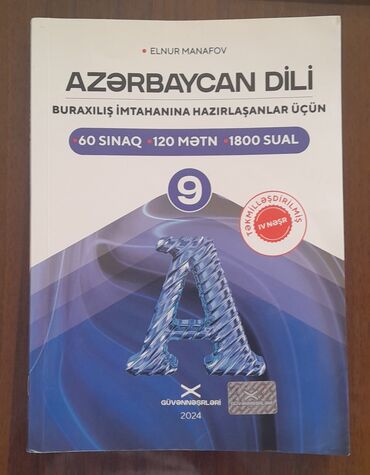 • ELNUR MANAFOV
AZƏRBAYCAN DİLİ
BURAXILIŞ İMTAHANINA HAZIRLAŞANLAR ÜÇÜN
•60 SINAQ •120 MƏTN •1800 SUAL
9
TƏKMİLLƏŞDİRİLMİŞ
IV NƏŞR
A
GÜVƏNNƏŞRLƏRİ
2024